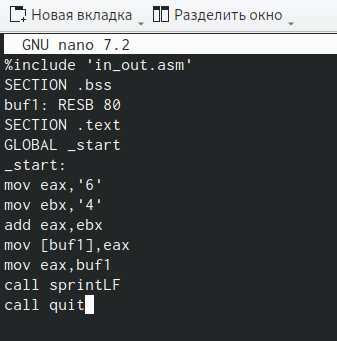 Новая вкладка Разделить окно
GNU nano 7.2
%include 'in_out.asm'
SECTION .bss
buf1: RESB 80
SECTION .text
GLOBAL _start
_start:
mov eax,'6'
mov ebx,'4'
add eax,ebx
mov [buf1],eax
mov eax,buf1
call sprintLF
call quit